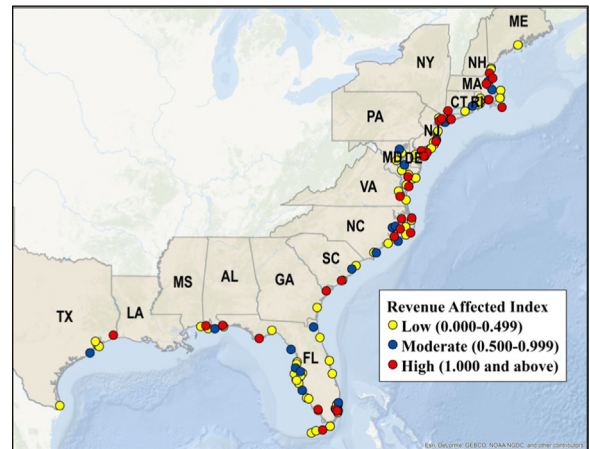 ME
NY
NH
MA
CT RI
PA
NJ
MD DE
VA
NC
SC
MS
AL
GA
TX
LA
FL
Revenue Affected Index
Low (0.000-0.499)
Moderate (0.500-0.999)
High (1.000 and above)
Esri, DeLorme, GEBCO, NOAA NGDC, and other contributors